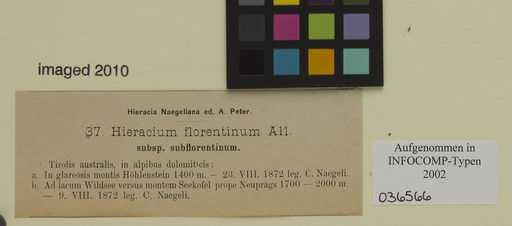 imaged 2010
Hieracia Naegeliana ed. A. Peter.
37 Hieracium florentinum All.
subsp. subflorentinum.
Tirolis australis, in alpibus dolomiticis:
a. In glareosis montis Höhlenstein 1400 m. — 23. VIII. 1872 leg. C. Naegeli.
b. Ad lacum Wildsee versus montem Seekofel prope Neuprags 1700 — 2000 m.
— 9. VIII. 1872 leg. C. Naegeli.
Aufgenommen in
INFOCOMP-Typen
2002
036566